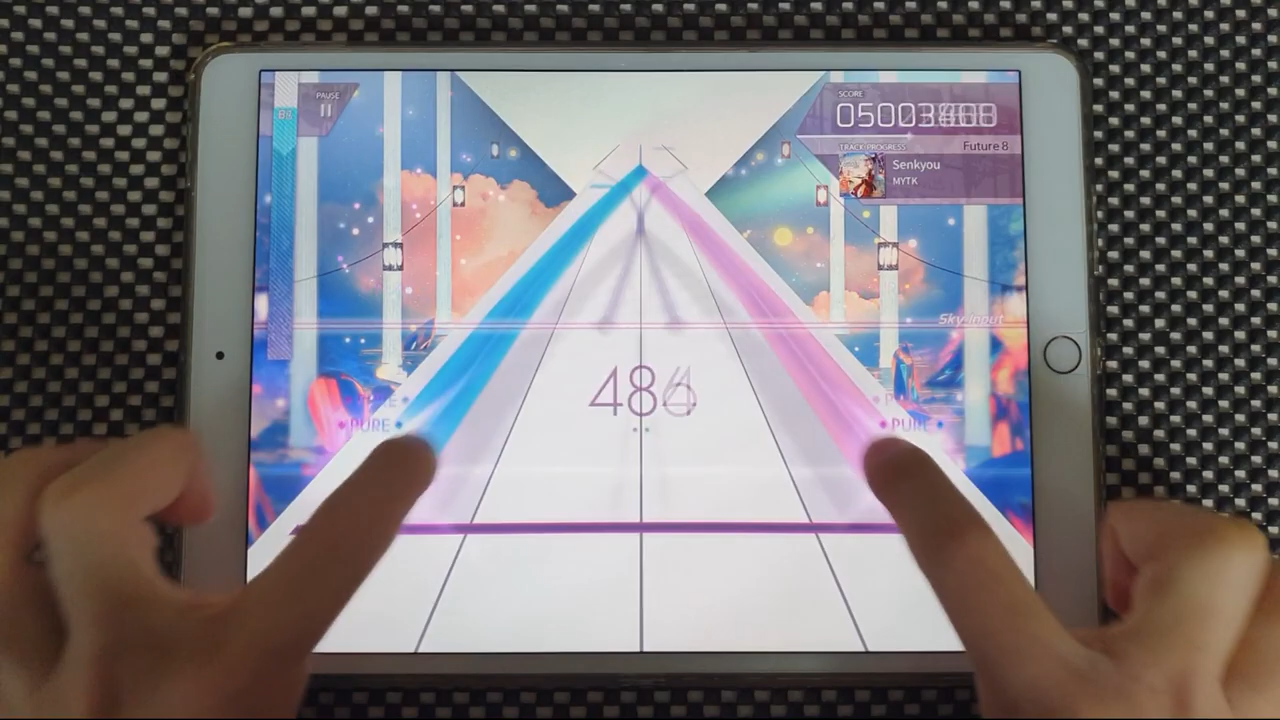 PAUSE
SCORE
TRACK PROGRESS
Future 8
Senkyou
MYTK
Sky Input
PURE
PURE